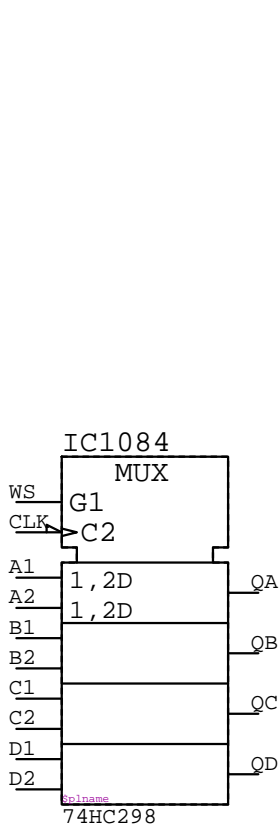 IC1084
MUX
WS
G1
CLK
C2
A1
1,2D
QA
A2
1,2D
B1
QB
B2
C1
QC
C2
D1
QD
D2
$plname
74HC298